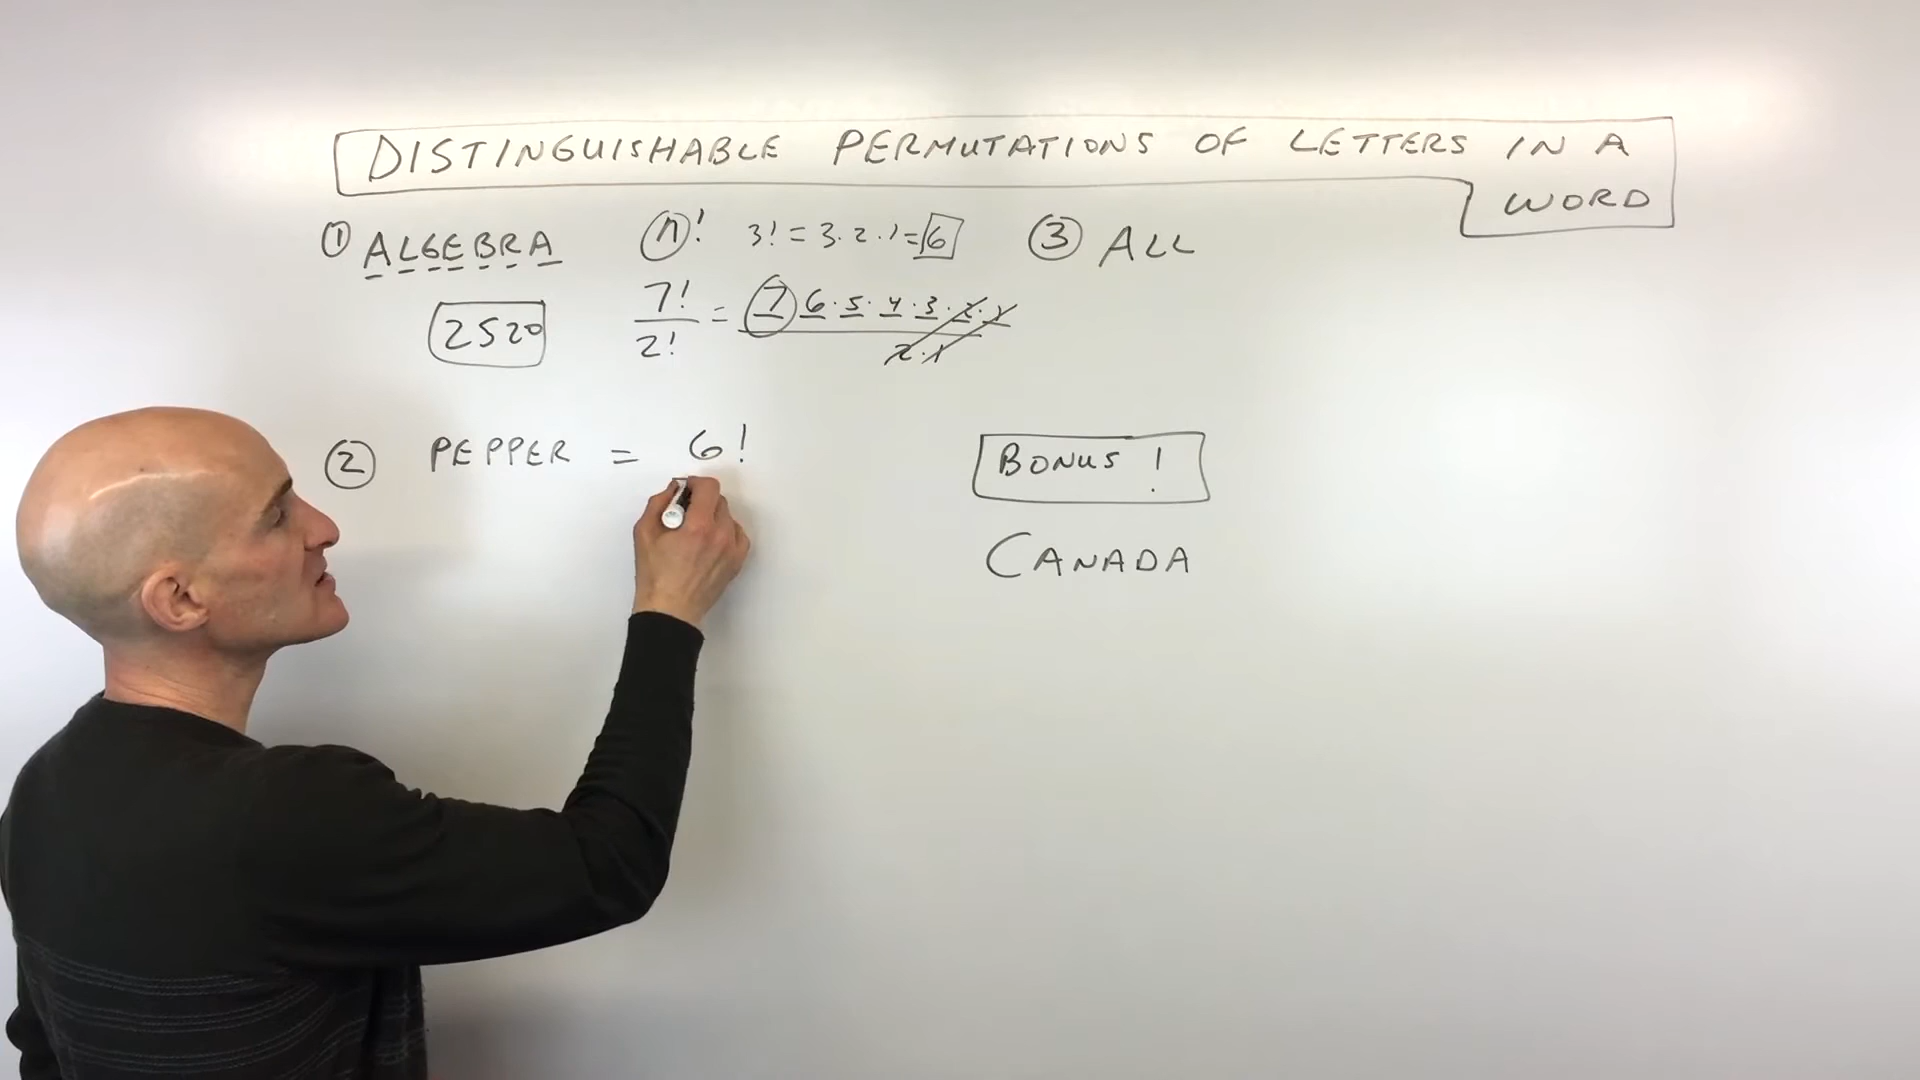 DISTINGUISHABLE PERMUTATIONS OF LETTERS IN A
WORD
① ALGEBRA
n! 3! = 3·2·1 = 6
2520
7!/2! = 7·6·5·4·3·2·1 / 2·1
② PEPPER = 6!
③ ALL
BONUS!
CANADA